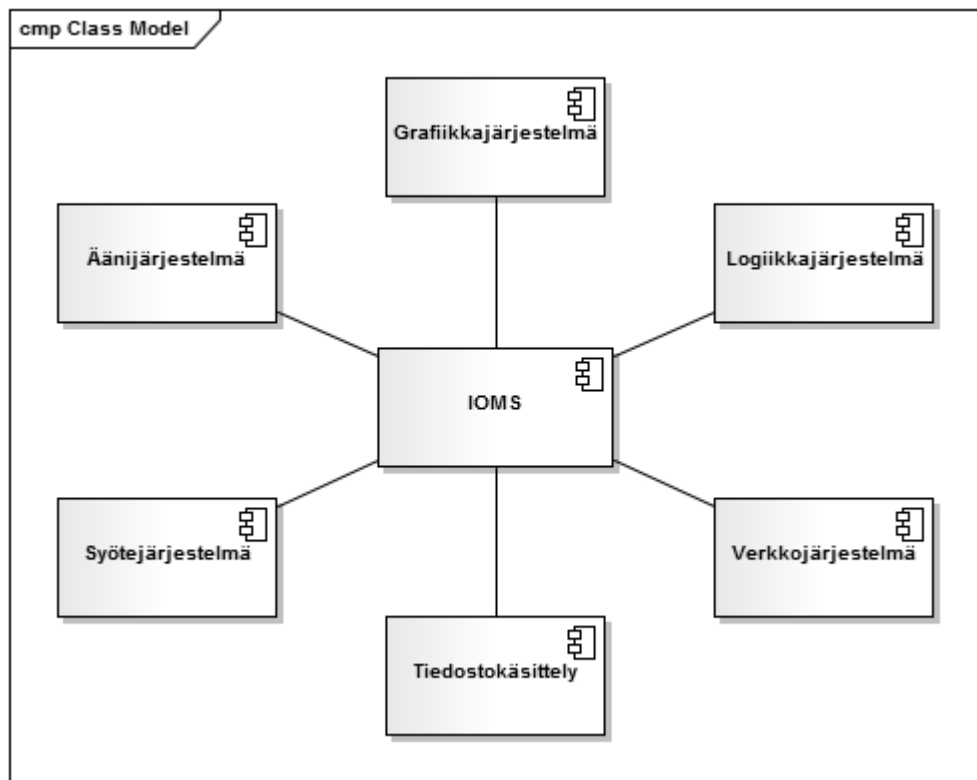 cmp Class Model
Grafiikkajärjestelmä
Äänijärjestelmä
Logiikkajärjestelmä
IOMS
Syötejärjestelmä
Verkkojärjestelmä
Tiedostokäsittely